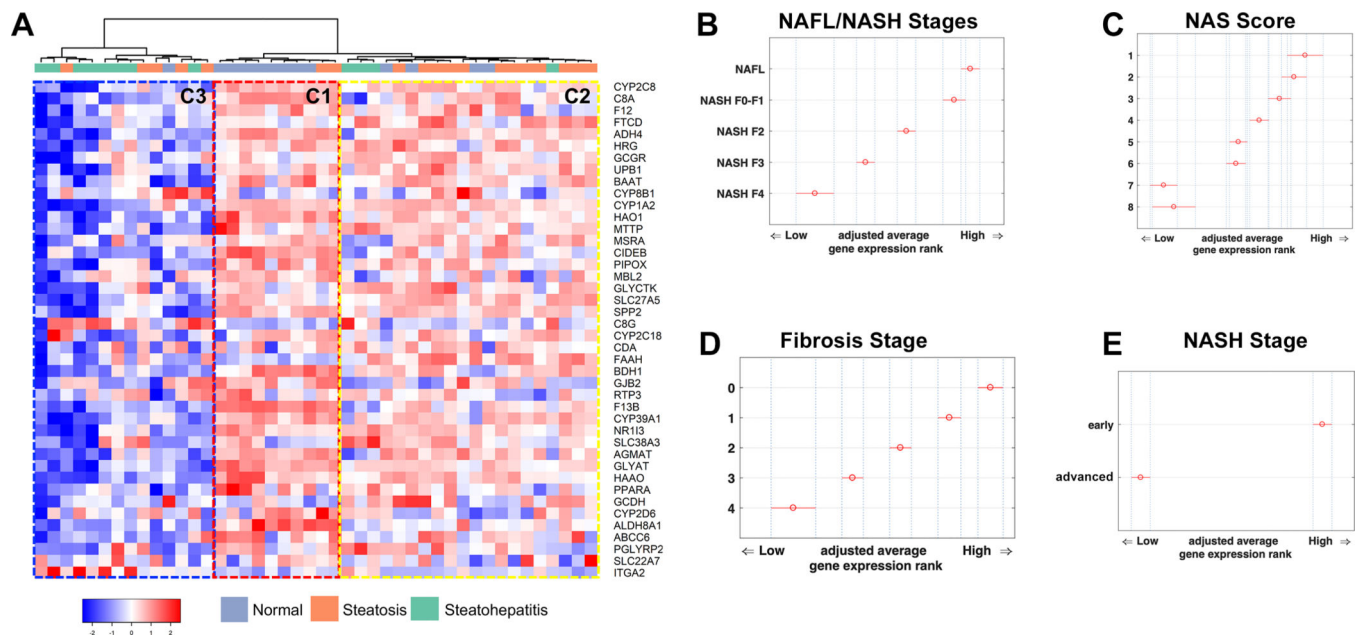 A
C3
C1
C2
CYP2C8
C8A
F12
FTCD
ADH4
HRG
GCGR
UPB1
BAAT
CYP8B1
CYP1A2
HAO1
MTTP
MSRA
CIDEB
PIPOX
MBL2
GLYCTK
SLC27A5
SPP2
C8G
CYP2C18
CDA
FAAH
BDH1
GJB2
RTP3
F13B
CYP39A1
NR1I3
SLC38A3
AGMAT
GLYAT
HAAO
PPARA
GCDH
CYP2D6
ALDH8A1
ABCC6
PGLYRP2
SLC22A7
ITGA2
-2 -1 0 1 2
Normal Steatosis Steatohepatitis
B NAFL/NASH Stages
NAFL
NASH F0-F1
NASH F2
NASH F3
NASH F4
⇐ Low adjusted average High ⇒
gene expression rank
C NAS Score
1
2
3
4
5
6
7
8
⇐ Low adjusted average High ⇒
gene expression rank
D Fibrosis Stage
0
1
2
3
4
⇐ Low adjusted average High ⇒
gene expression rank
E NASH Stage
early
advanced
⇐ Low adjusted average High ⇒
gene expression rank